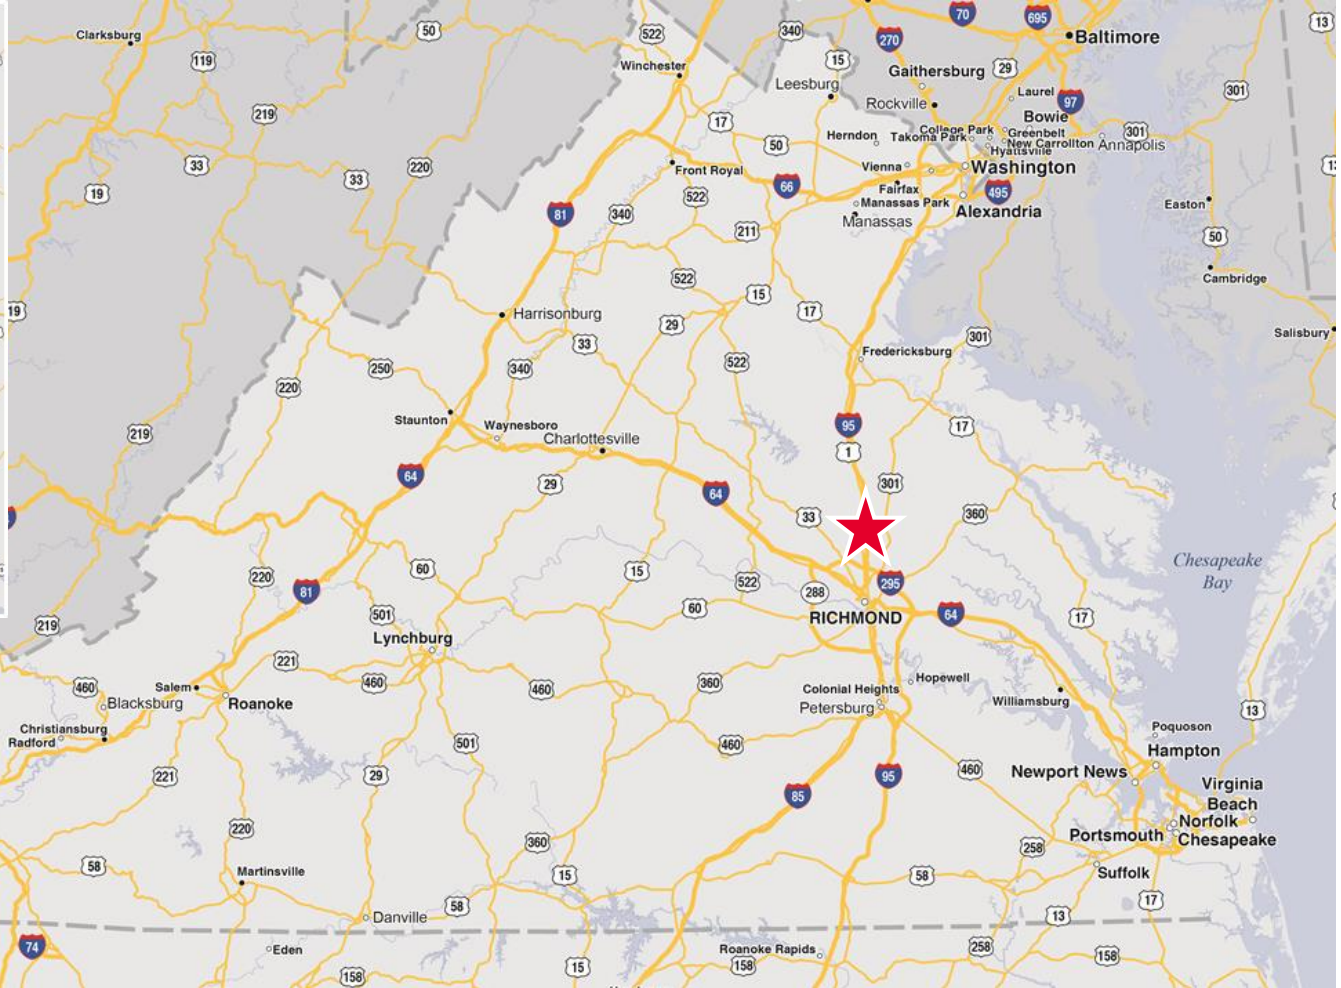 50
522
340
70
695
13
Clarksburg
270
Baltimore
119
15
Winchester
29
Gaithersburg
Leesburg
301
Laurel
97
Rockville
219
17
Bowie
College Park
Herndon
Takoma Park
Greenbelt
301
50
New Carrollton
Annapolis
Hyattsville
33
220
Vienna
Washington
Front Royal
33
66
Fairfax
495
19
522
Manassas Park
Easton
340
81
Alexandria
Manassas
211
50
Cambridge
522
15
19
Harrisonburg
17
29
Salisbury
33
301
Fredericksburg
522
250
340
220
Staunton
Waynesboro
95
17
219
Charlottesville
1
64
29
301
64
33
360
Chesapeake
Bay
60
15
220
522
295
81
288
60
64
501
RICHMOND
17
219
Lynchburg
221
Hopewell
460
360
460
Salem
460
Colonial Heights
Blacksburg
Roanoke
Petersburg
Williamsburg
13
Christiansburg
Radford
Poquoson
501
460
Hampton
460
Newport News
221
29
95
Virginia
Beach
85
Norfolk
220
Portsmouth
Chesapeake
360
258
58
Martinsville
15
58
Suffolk
17
58
Danville
13
74
Eden
Roanoke Rapids
258
158
15
158
158